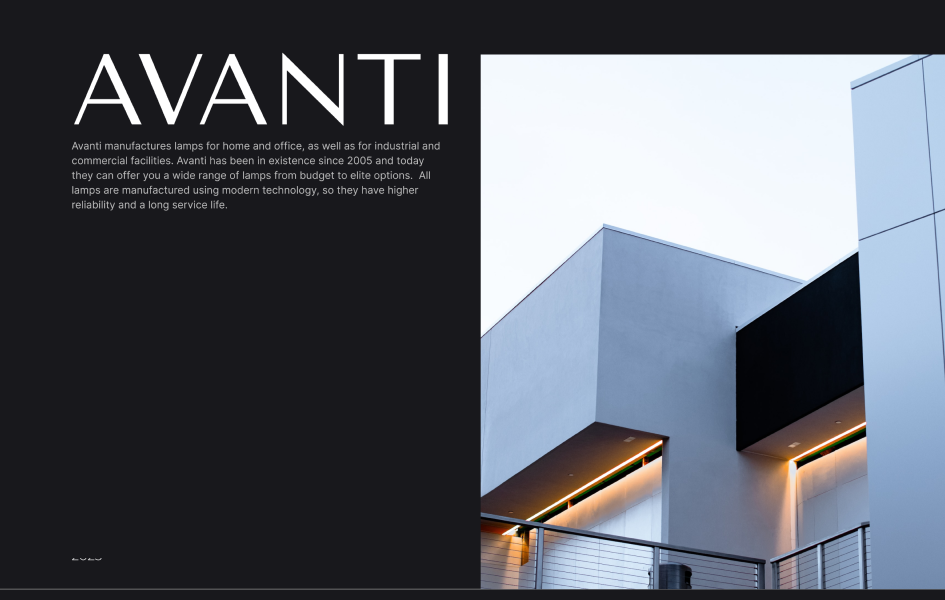 AVANTI
Avanti manufactures lamps for home and office, as well as for industrial and
commercial facilities. Avanti has been in existence since 2005 and today
they can offer you a wide range of lamps from budget to elite options.  All
lamps are manufactured using modern technology, so they have higher
reliability and a long service life.